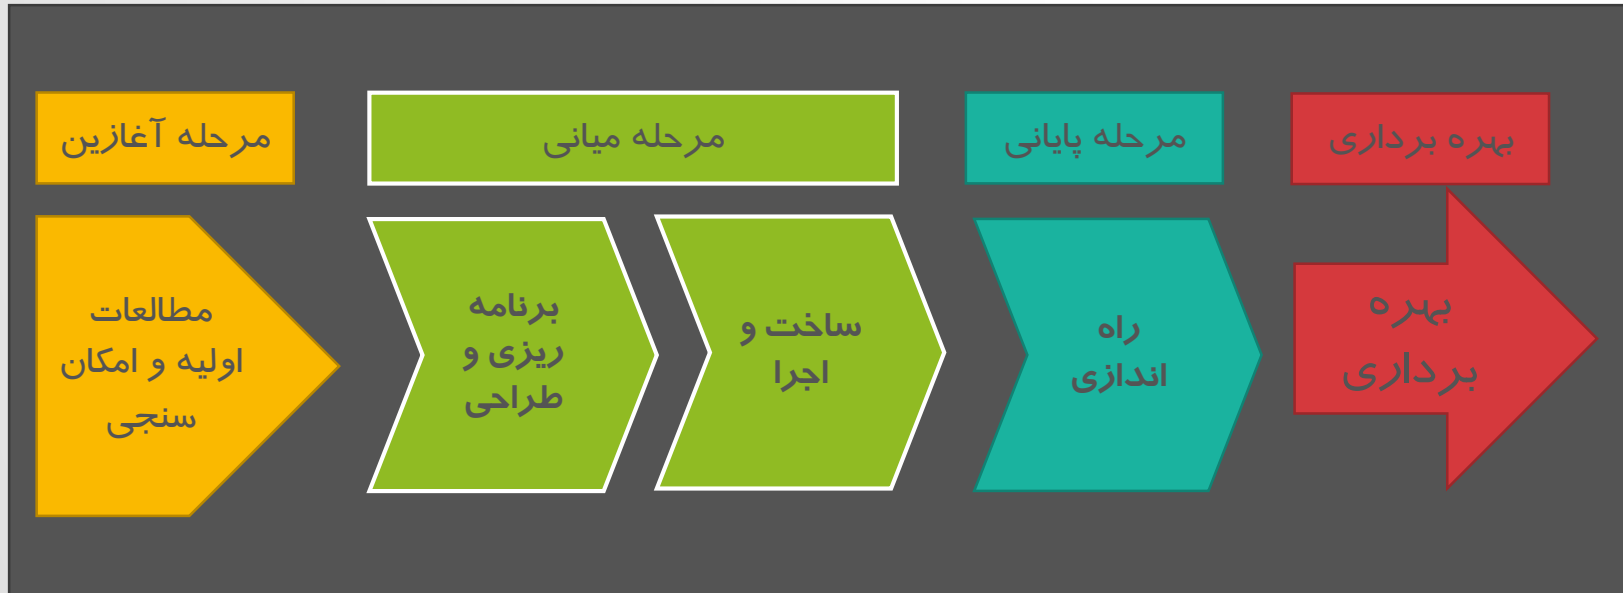 مرحله آغازین
مرحله میانی
مرحله پایانی
بهره برداری
مطالعات
اولیه و امکان
سنجی
برنامه
ریزی و
طراحی
ساخت و
اجرا
راه
اندازی
بهره
برداری